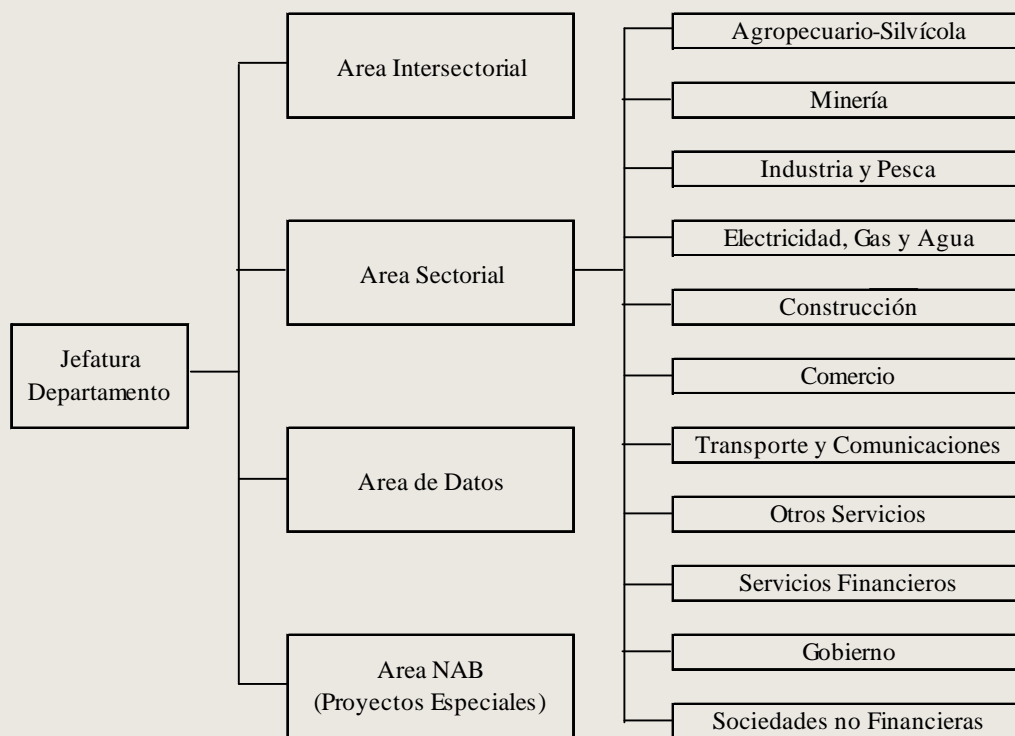 Jefatura
Departamento
Area Intersectorial
Area Sectorial
Area de Datos
Area NAB
(Proyectos Especiales)
Agropecuario-Silvícola
Minería
Industria y Pesca
Electricidad, Gas y Agua
Construcción
Comercio
Transporte y Comunicaciones
Otros Servicios
Servicios Financieros
Gobierno
Sociedades no Financieras